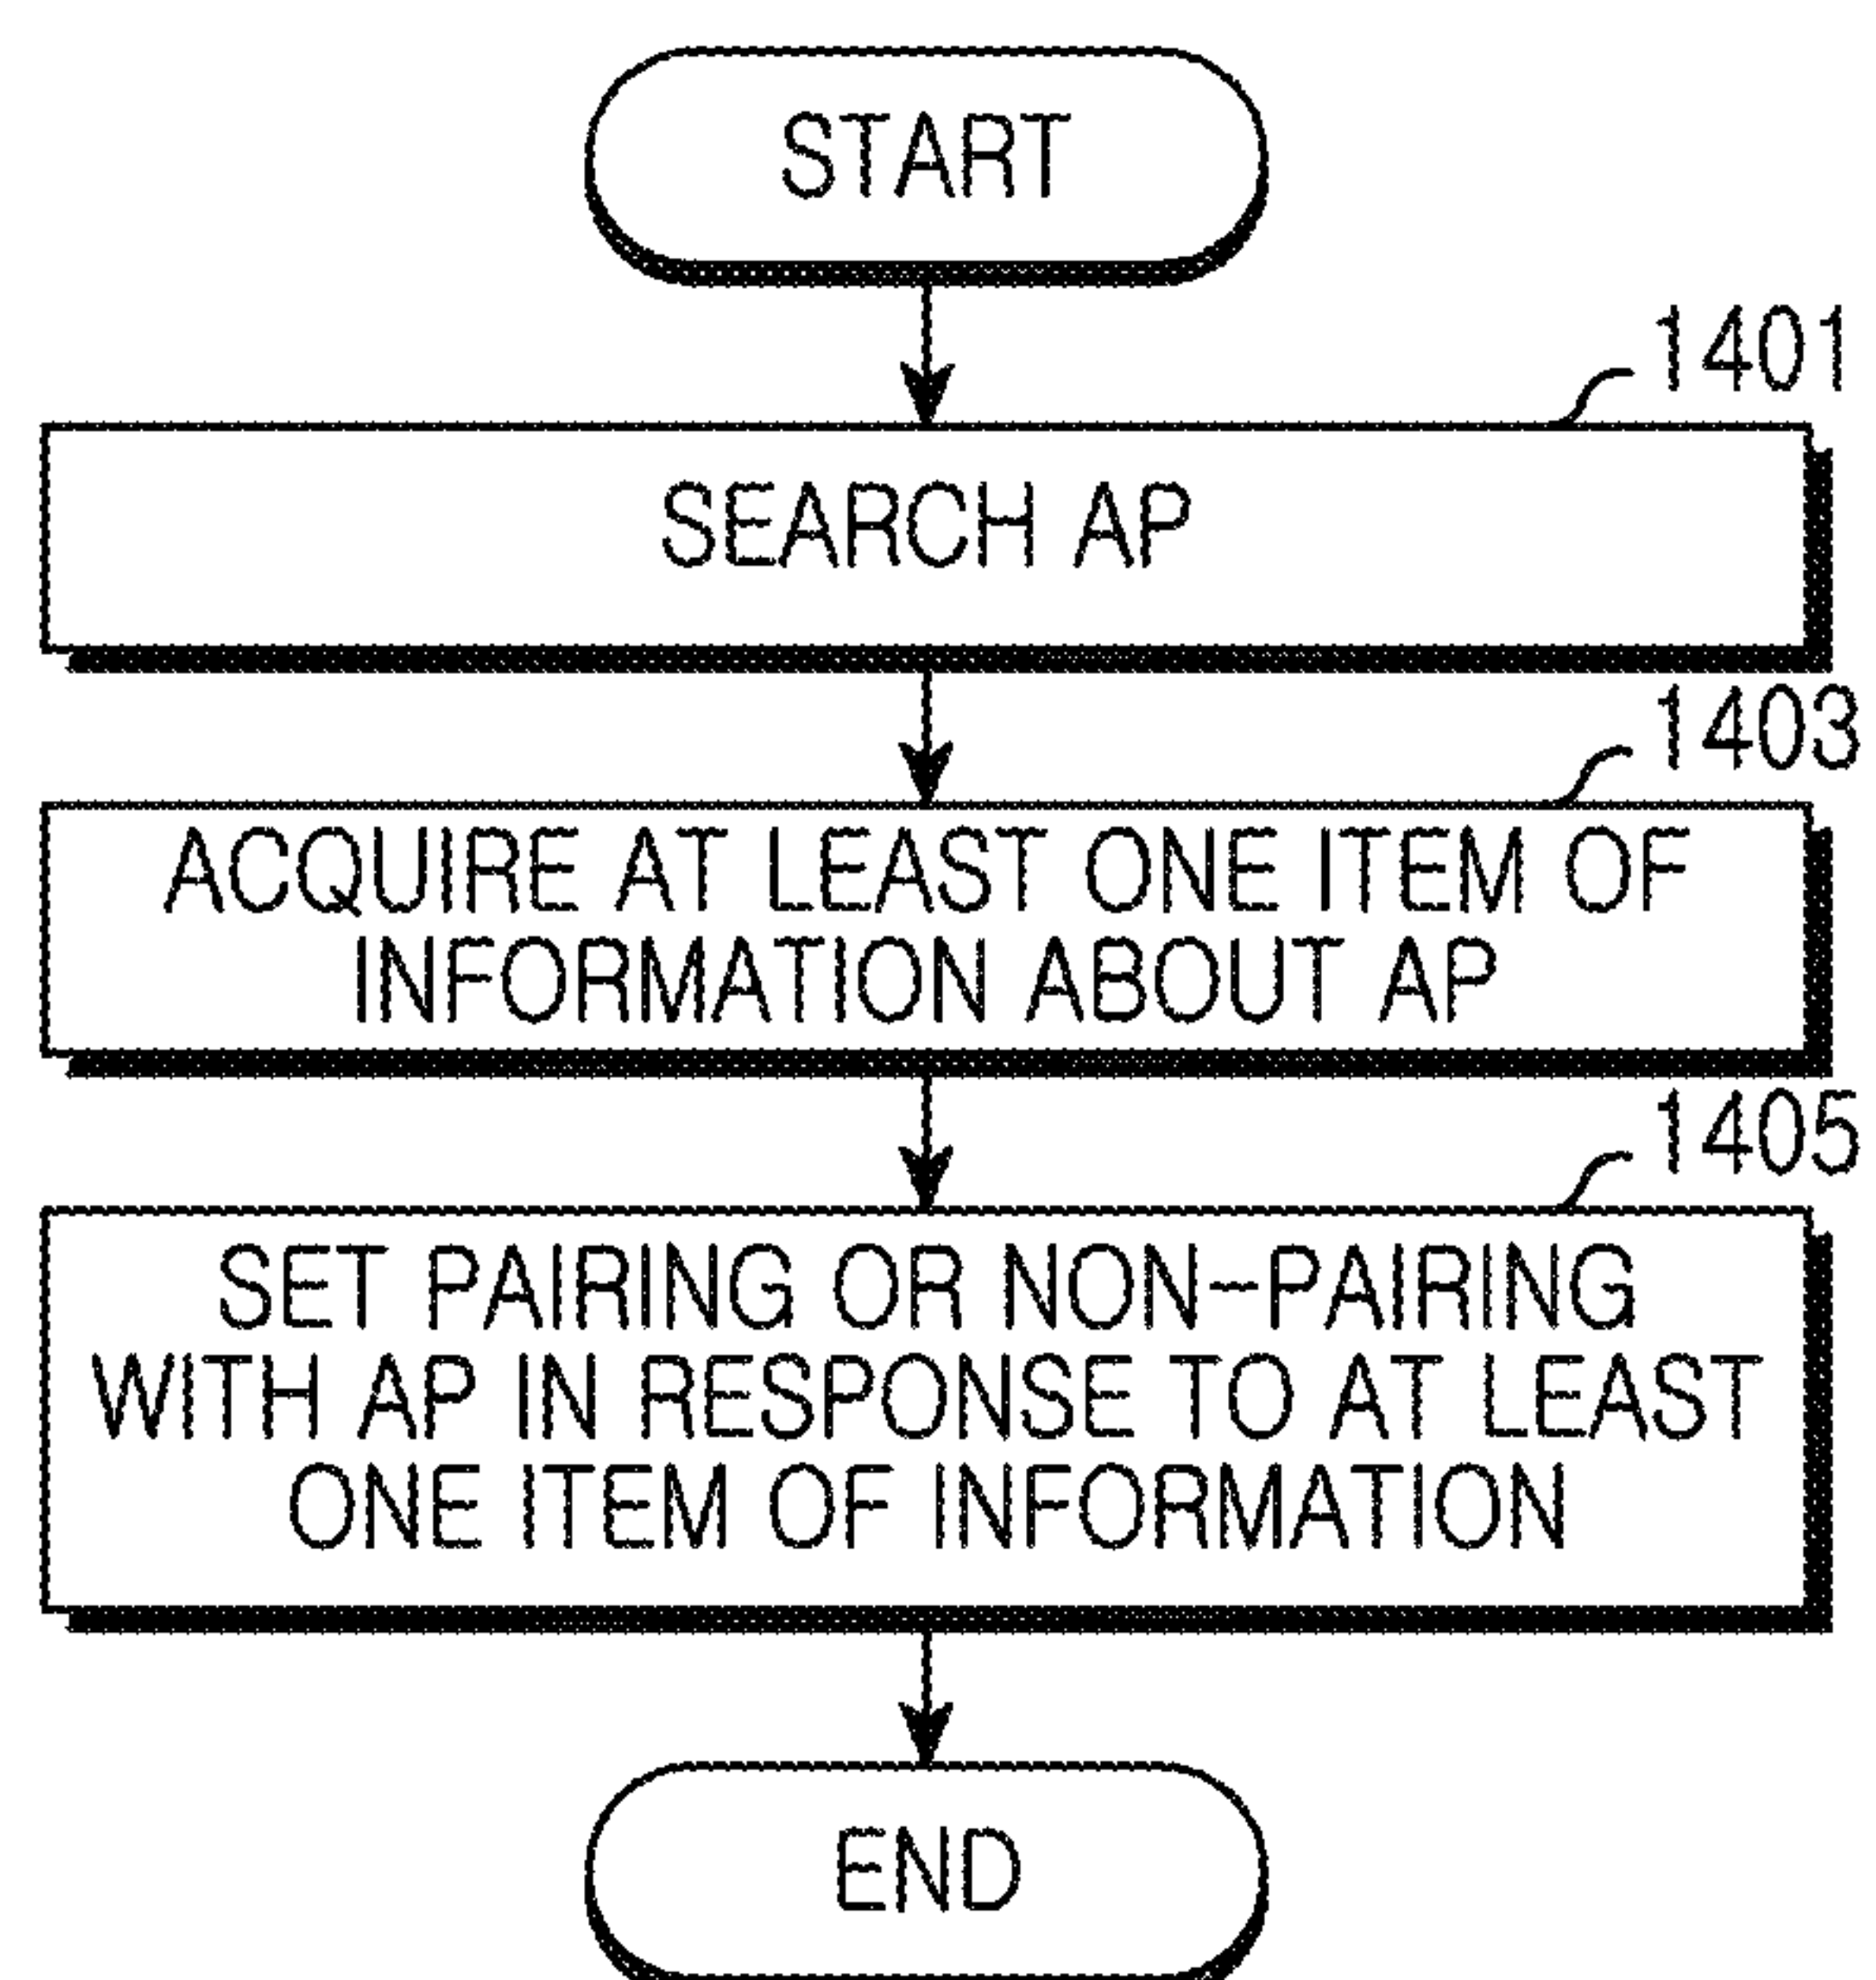 START
1401
SEARCH AP
1403
ACQUIRE AT LEAST ONE ITEM OF
INFORMATION ABOUT AP
1405
SET PAIRING OR NON-PAIRING
WITH AP IN RESPONSE TO AT LEAST
ONE ITEM OF INFORMATION
END